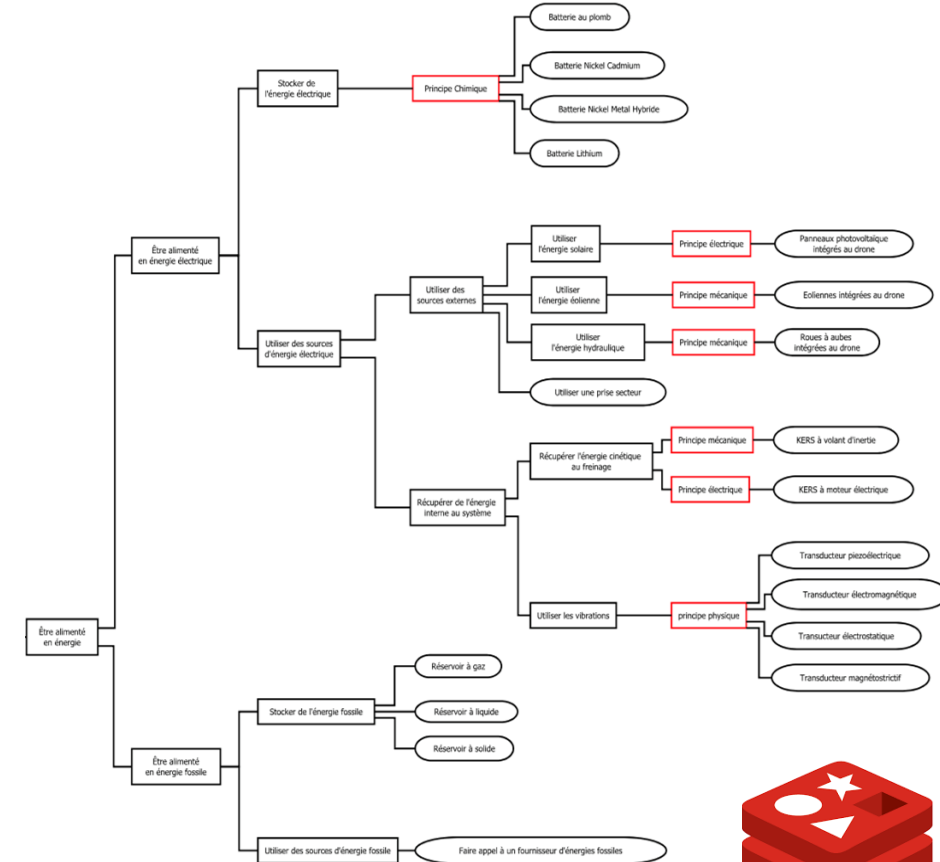 Batterie au plomb
Batterie Nickel Cadmium
Stocker de
l'énergie électrique
Principe Chimique
Batterie Nickel Metal Hybride
Batterie Lithium
Être alimenté
en énergie électrique
Utiliser
l'énergie solaire
Principe électrique
Panneaux photovoltaïque
intégrés au drone
Utiliser des
sources externes
Utiliser
l'énergie éolienne
Principe mécanique
Eoliennes intégrées au drone
Utiliser des sources
d'énergie électrique
Utiliser
l'énergie hydraulique
Principe mécanique
Roues à aubes
intégrées au drone
Utiliser une prise secteur
Récupérer l'énergie cinétique
au freinage
Principe mécanique
KERS à volant d'inertie
Principe électrique
KERS à moteur électrique
Récupérer de l'énergie
interne au système
Transducteur piezoélectrique
Transducteur électromagnétique
Utiliser les vibrations
principe physique
Transucteur électrostatique
Transducteur magnétostrictif
Être alimenté
en énergie
Réservoir à gaz
Stocker de l'énergie fossile
Réservoir à liquide
Réservoir à solide
Être alimenté
en énergie fossile
Utiliser des sources d'énergie fossile
Faire appel à un fournisseur d'énergies fossiles